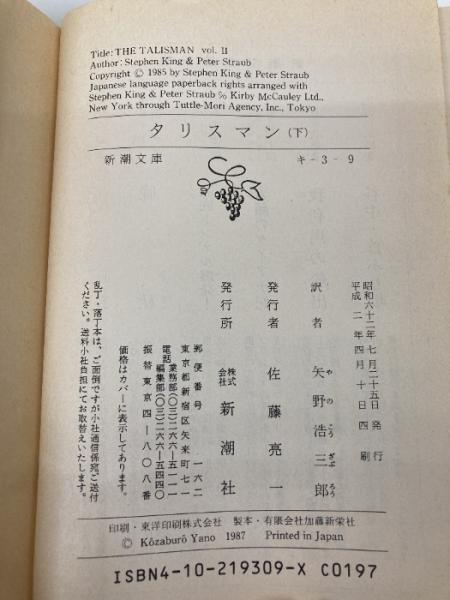 Title: THE TALISMAN vol. II
Author: Stephen King & Peter Straub
Copyright © 1985 by Stephen King & Peter Straub
Japanese language paperback rights arranged with
Stephen King & Peter Straub ℅ Kirby McCauley Ltd.,
New York through Tuttle-Mori Agency, Inc., Tokyo
タリスマン(下)
新潮文庫
キ-3-9
昭和六十二年七月二十五日発行
平成二年四月十日四刷
訳者 矢野浩三郎
やのこうざぶろう
発行者 佐藤亮一
発行所 株式会社新潮社
郵便番号 一六二
東京都新宿区矢来町七一
電話 業務部(〇三)二六六-五一一一
編集部(〇三)二六六-五四四〇
振替東京四-八〇八番
価格はカバーに表示してあります。
乱丁・落丁本は、ご面倒ですが小社通信係宛ご送付
ください。送料小社負担にてお取替えいたします。
印刷・東洋印刷株式会社 製本・有限会社加藤新栄社
© Kôzaburô Yano 1987 Printed in Japan
ISBN4-10-219309-X C0197